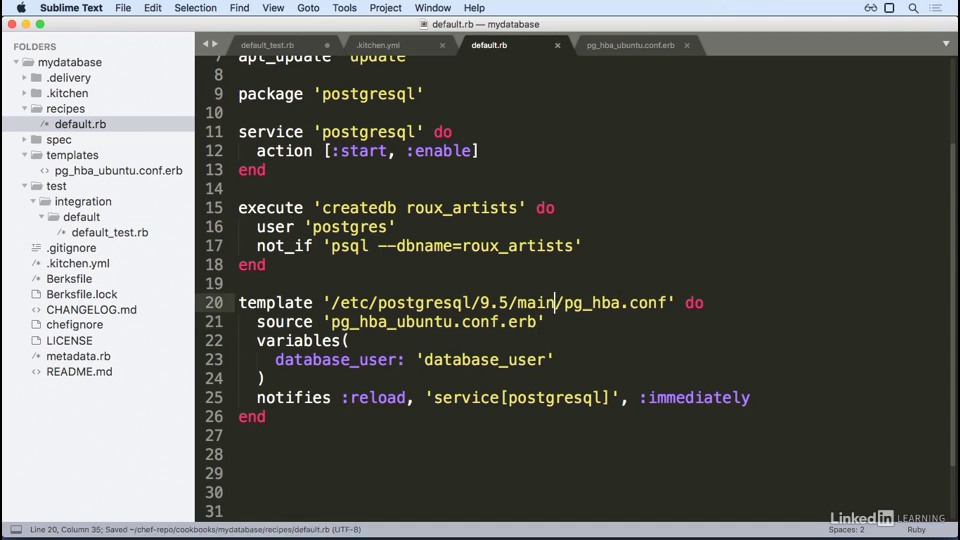 Sublime Text File Edit Selection Find View Goto Tools Project Window Help
default.rb — mydatabase
FOLDERS
mydatabase
.delivery
.kitchen
recipes
default.rb
spec
templates
pg_hba_ubuntu.conf.erb
test
integration
default
default_test.rb
.gitignore
.kitchen.yml
Berksfile
Berksfile.lock
CHANGELOG.md
LICENSE
metadata.rb
README.md
default_test.rb .kitchen.yml default.rb pg_hba_ubuntu.conf.erb
7 apt_update 'update'
8
9 package 'postgresql'
10
11 service 'postgresql' do
12 action [:start, :enable]
13 end
14
15 execute 'createdb roux_artists' do
16 user 'postgres'
17 not_if 'psql --dbname=roux_artists'
18 end
19
20 template '/etc/postgresql/9.5/main/pg_hba.conf' do
21 source 'pg_hba_ubuntu.conf.erb'
22 variables(
23 database_user: 'database_user'
24 )
25 notifies :reload, 'service[postgresql]', :immediately
26 end
27
28
29
30
31
Line 20, Column 35; Saved ~/chef-repo/cookbooks/mydatabase/recipes/default.rb (UTF-8) Spaces: 2 Ruby
LinkedIn LEARNING